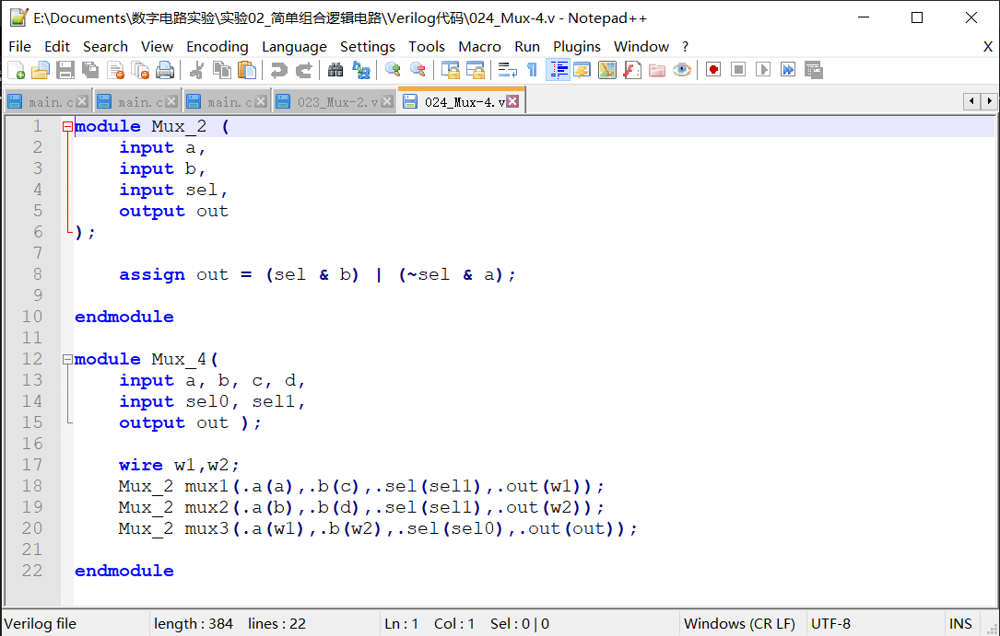 E:\Documents\数字电路实验\实验02_简单组合逻辑电路\Verilog代码\024_Mux-4.v - Notepad++
File Edit Search View Encoding Language Settings Tools Macro Run Plugins Window ? X
main.c main.c main.c 023_Mux-2.v 024_Mux-4.v
1 module Mux_2 (
2 input a,
3 input b,
4 input sel,
5 output out
6 );
7
8 assign out = (sel & b) | (~sel & a);
9
10 endmodule
11
12 module Mux_4(
13 input a, b, c, d,
14 input sel0, sel1,
15 output out );
16
17 wire w1,w2;
18 Mux_2 mux1(.a(a),.b(c),.sel(sel1),.out(w1));
19 Mux_2 mux2(.a(b),.b(d),.sel(sel1),.out(w2));
20 Mux_2 mux3(.a(w1),.b(w2),.sel(sel0),.out(out));
21
22 endmodule
Verilog file length : 384 lines : 22 Ln : 1 Col : 1 Sel : 0 | 0 Windows (CR LF) UTF-8 INS